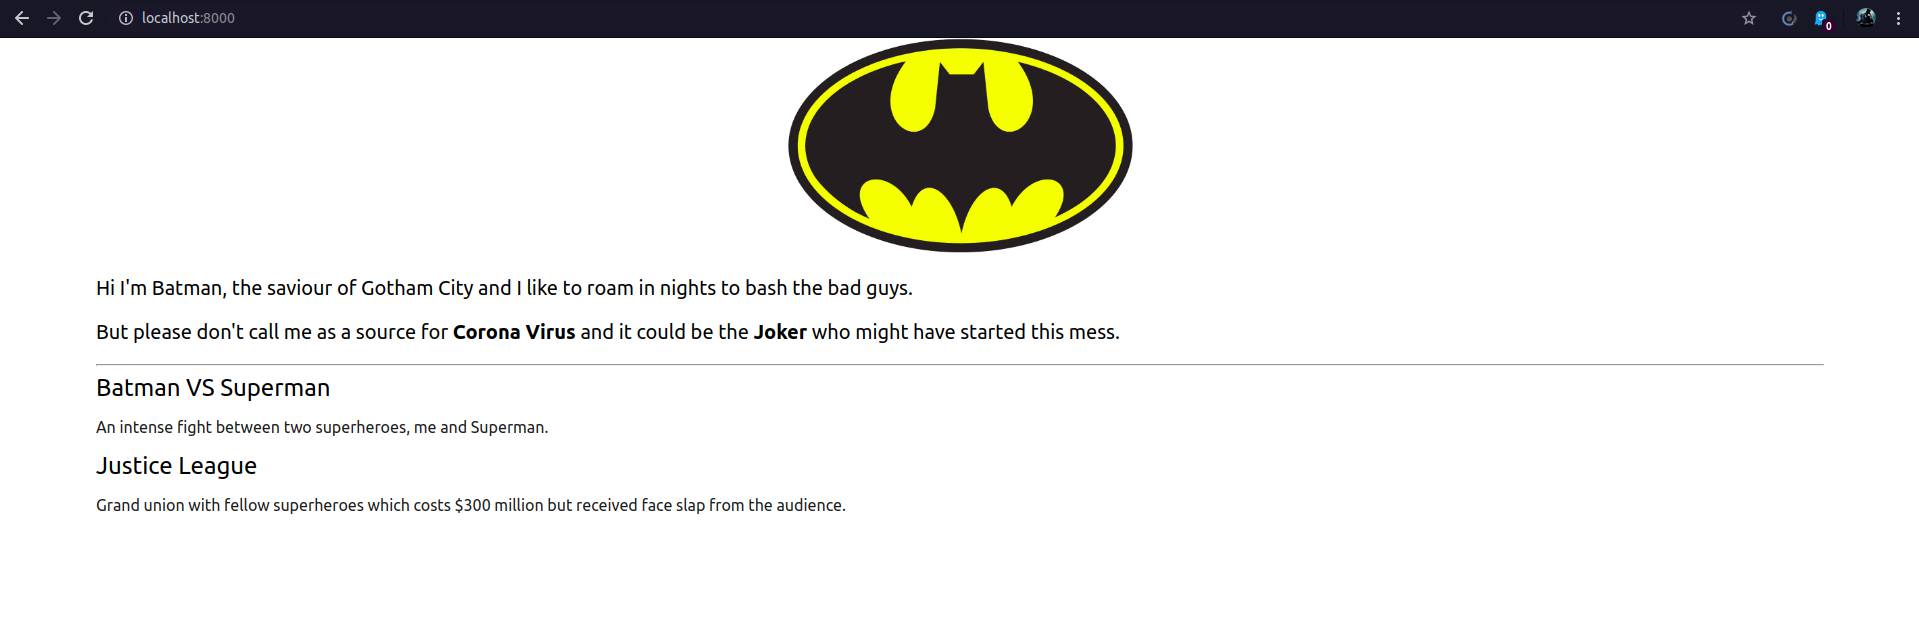 localhost:8000
0
Hi I'm Batman, the saviour of Gotham City and I like to roam in nights to bash the bad guys.
But please don't call me as a source for Corona Virus and it could be the Joker who might have started this mess.
Batman VS Superman
An intense fight between two superheroes, me and Superman.
Justice League
Grand union with fellow superheroes which costs $300 million but received face slap from the audience.